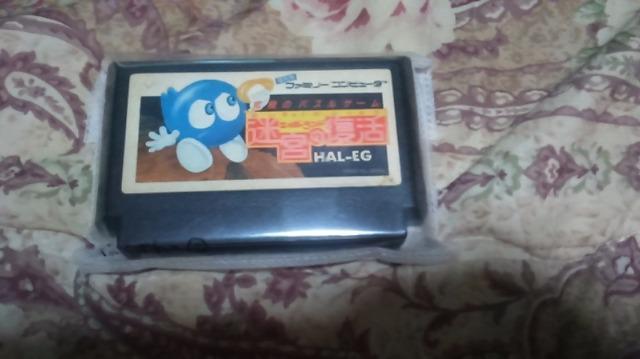 ファミリーコンピュータ
のパズルゲーム
迷宮の復活
HAL-EG